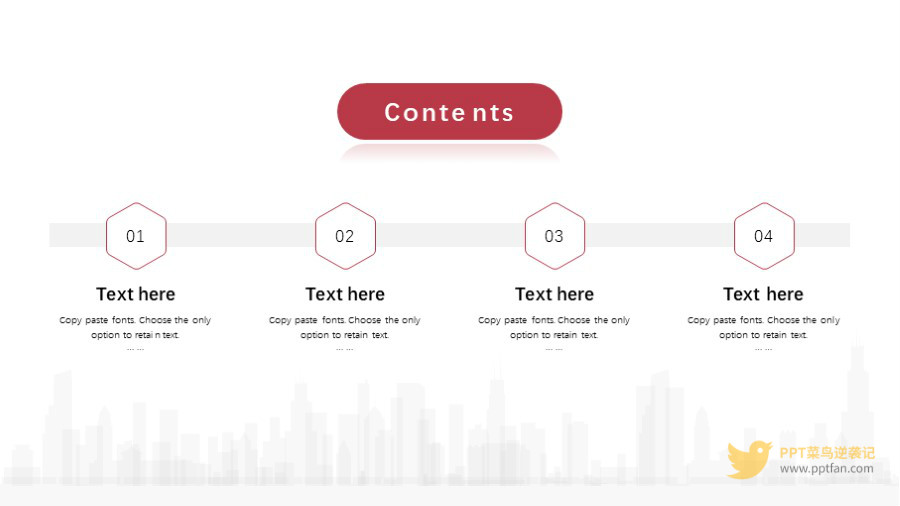 Contents
01
02
03
04
Text here
Text here
Text here
Text here
Copy paste fonts. Choose the only
option to retain text.
... ...
Copy paste fonts. Choose the only
option to retain text.
... ...
Copy paste fonts. Choose the only
option to retain text.
... ...
Copy paste fonts. Choose the only
option to retain text.
... ...
PPT菜鸟逆袭记
www.pptfan.com